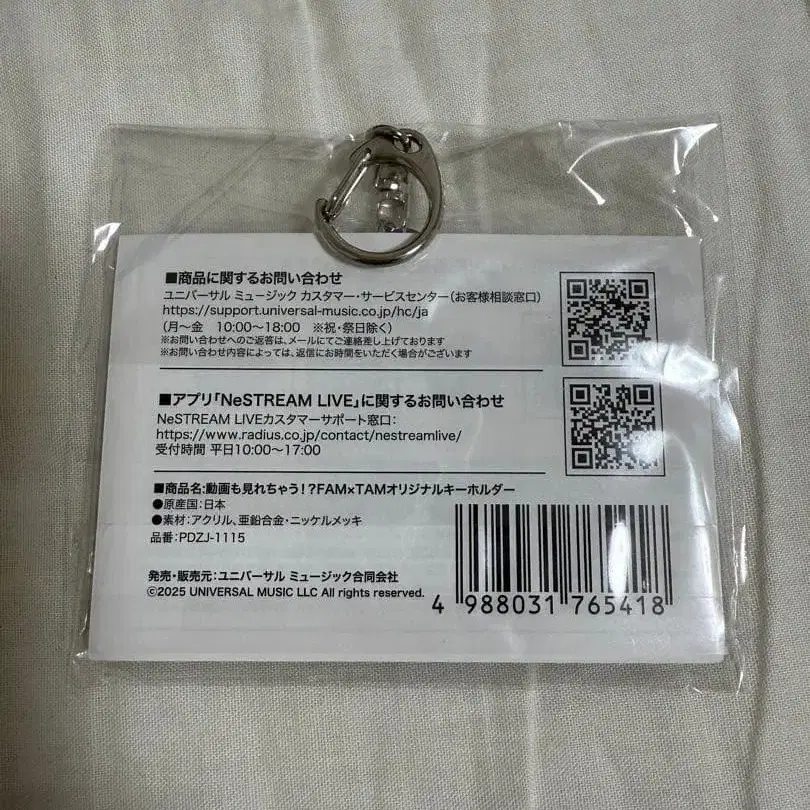 ■商品に関するお問い合わせ
ユニバーサル ミュージック カスタマー・サービスセンター（お客様相談窓口）
https://support.universal-music.co.jp/hc/ja
（月〜金 10:00〜18:00 ※祝・祭日除く）
※お問い合わせへのご返答は、メールにてご連絡差し上げております
※お問い合わせ内容によっては、返信にお時間をいただく場合がございます
■アプリ「NeSTREAM LIVE」に関するお問い合わせ
NeSTREAM LIVEカスタマーサポート窓口：
https://www.radius.co.jp/contact/nestreamlive/
受付時間 平日10:00〜17:00
■商品名：動画も見れちゃう！？FAM×TAMオリジナルキーホルダー
●原産国：日本
●素材：アクリル、亜鉛合金・ニッケルメッキ
品番：PDZJ-1115
発売・販売元：ユニバーサル ミュージック合同会社
©2025 UNIVERSAL MUSIC LLC All rights reserved.
4 988031 765418